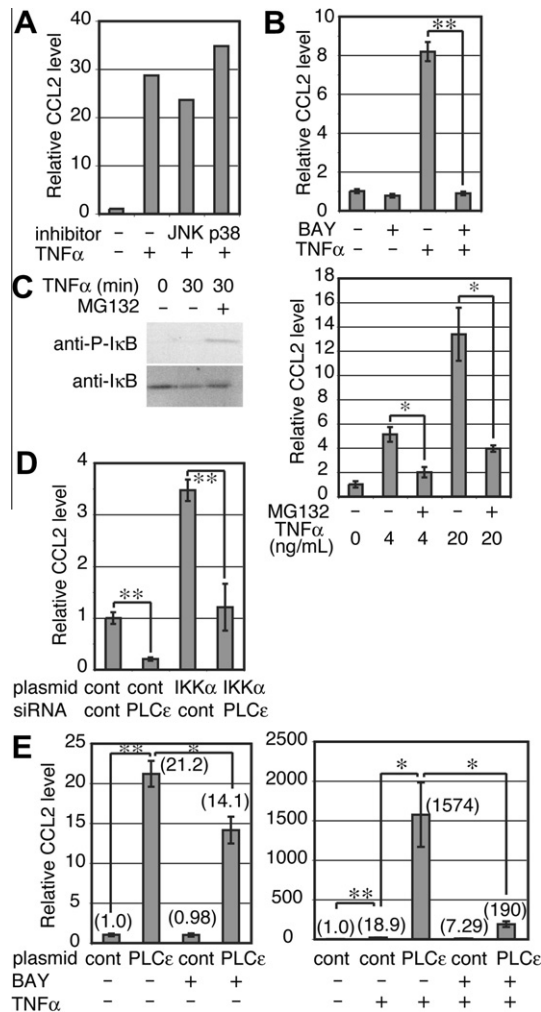 A
Relative CCL2 level
40
30
20
10
0
inhibitor – – JNK p38
TNFα – + + +
B
Relative CCL2 level
10
8
6
4
2
0
**
BAY – + – +
TNFα – – + +
C
TNFα (min) 0 30 30
MG132 – – +
anti-P-IκB
anti-IκB
Relative CCL2 level
18
16
14
12
10
8
6
4
2
0
*
*
MG132 – – + – +
TNFα (ng/mL) 0 4 4 20 20
D
Relative CCL2 level
4
3
2
1
0
**
**
plasmid cont cont IKKα IKKα
siRNA cont PLCε cont PLCε
E
Relative CCL2 level
25
20
15
10
5
0
**
*
(1.0)
(21.2)
(0.98)
(14.1)
plasmid cont PLCε cont PLCε
BAY – – + +
TNFα – – – –
2500
2000
1500
1000
500
0
**
*
*
(1.0)
(18.9)
(1574)
(7.29)
(190)
cont cont PLCε cont PLCε
– – – + +
– + + + +